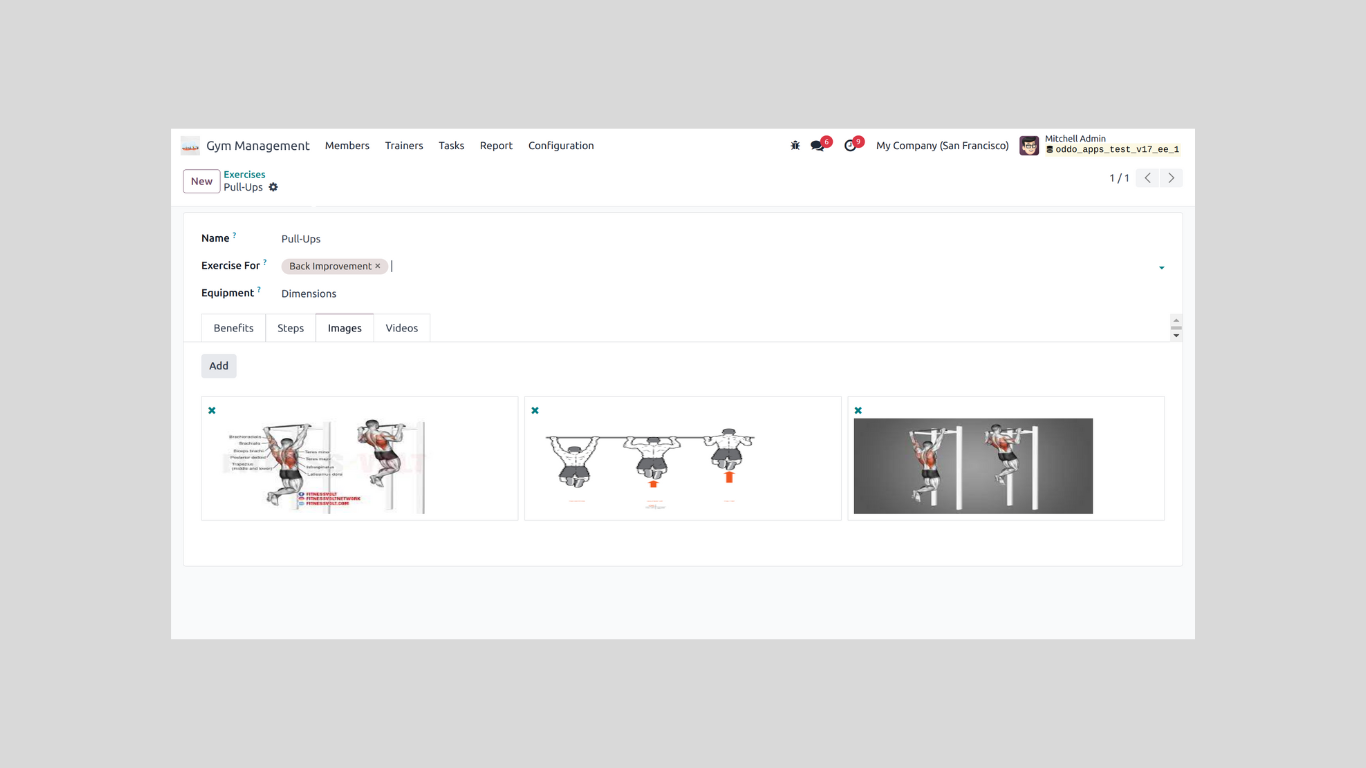 Gym Management Members Trainers Tasks Report Configuration 6 9 My Company (San Francisco) Mitchell Admin
oddo_apps_test_v17_ee_1
New Exercises
Pull-Ups 1 / 1
Name ? Pull-Ups
Exercise For ? Back Improvement ×
Equipment ? Dimensions
Benefits Steps Images Videos
Add
Brachioradialis
Brachialis
Biceps brachii
Posterior deltoid
Trapezius
(middle and lower)
Teres minor
Teres major
Infraspinatus
Latissimus dorsi
FITNESSVOLT
FITNESSVOLTNETWORK
FITNESSVOLT.COM